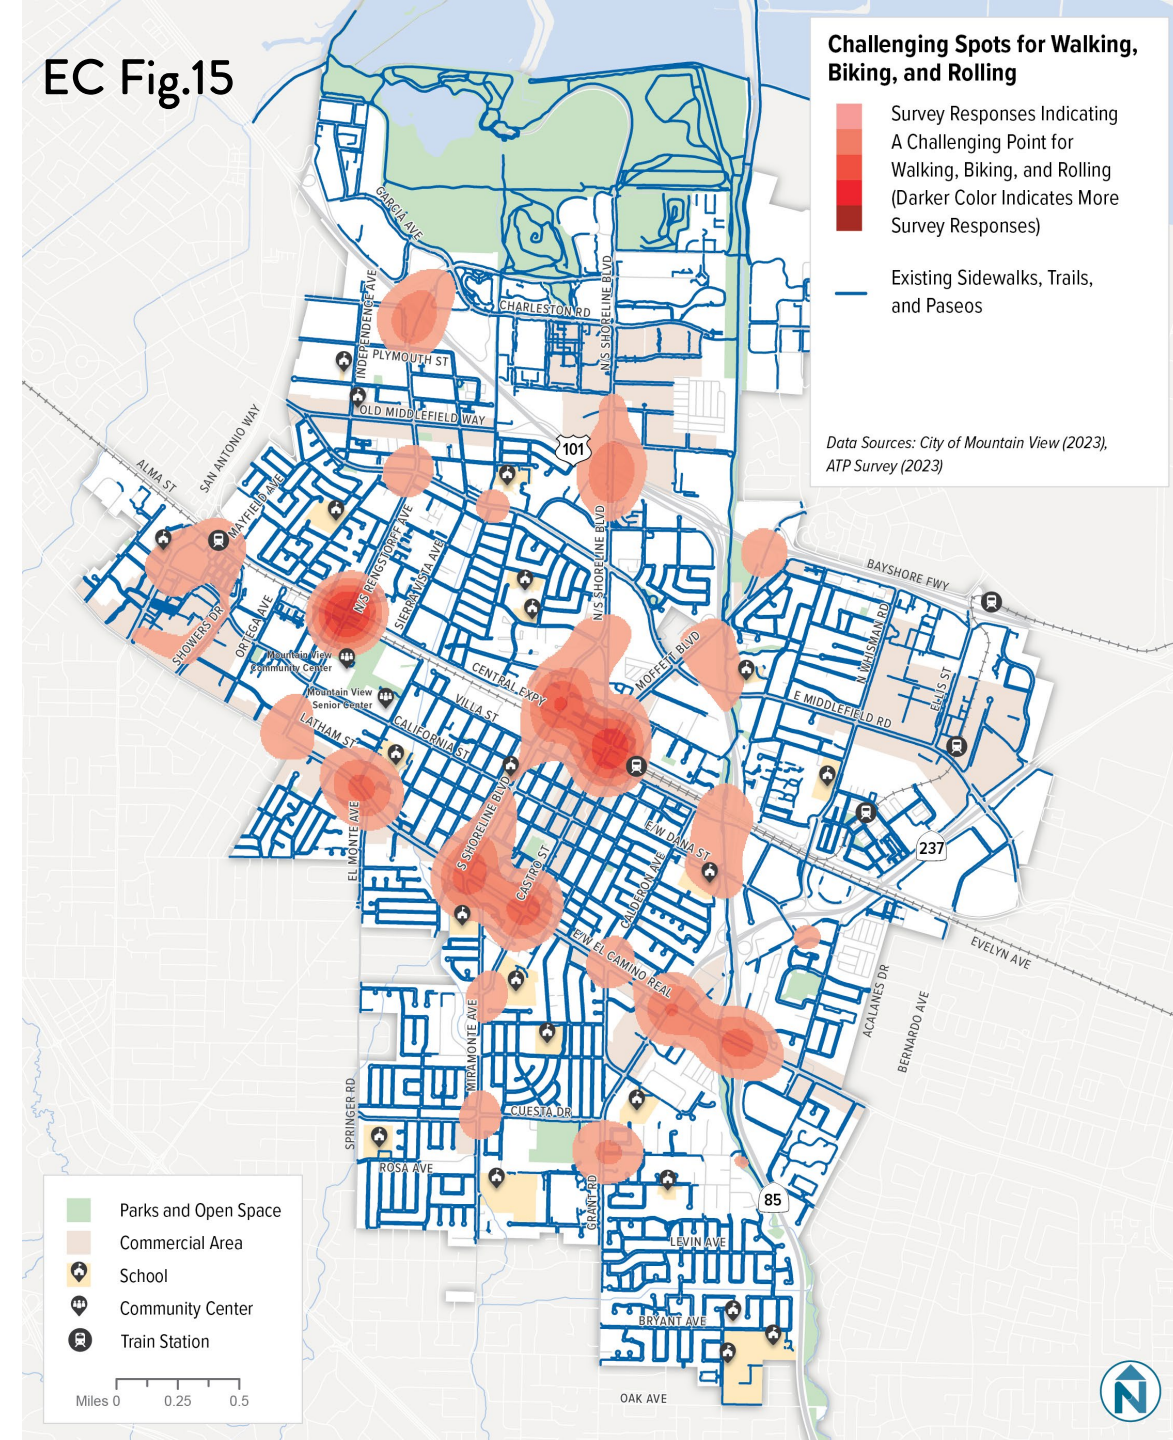 EC Fig.15
Challenging Spots for Walking,
Biking, and Rolling
Survey Responses Indicating
A Challenging Point for
Walking, Biking, and Rolling
(Darker Color Indicates More
Survey Responses)
Existing Sidewalks, Trails,
and Paseos
Data Sources: City of Mountain View (2023),
ATP Survey (2023)
GARCIA AVE
N/S SHORELINE BLVD
INDEPENDENCE AVE
CHARLESTON RD
PLYMOUTH ST
OLD MIDDLEFIELD WAY
101
SAN ANTONIO WAY
ALMA ST
MAYFIELD AVE
N/S RENGSTORFF AVE
SIERRA VISTA AVE
N/S SHORELINE BLVD
BAYSHORE FWY
N WHISMAN RD
SHOWERS DR
ORTEGA AVE
Mountain View
Community Center
MOFFETT BLVD
CENTRAL EXPY
ELLIS ST
E MIDDLEFIELD RD
Mountain View
Senior Center
VILLA ST
LATHAM ST
CALIFORNIA ST
S SHORELINE BLVD
EL MONTE AVE
E/W DANA ST
237
CASTRO ST
CALDERON AVE
E/W EL CAMINO REAL
EVELYN AVE
ACALANES DR
BERNARDO AVE
MIRAMONTE AVE
SPRINGER RD
CUESTA DR
ROSA AVE
GRANT RD
85
LEVIN AVE
BRYANT AVE
OAK AVE
Parks and Open Space
Commercial Area
School
Community Center
Train Station
Miles 0 0.25 0.5
N